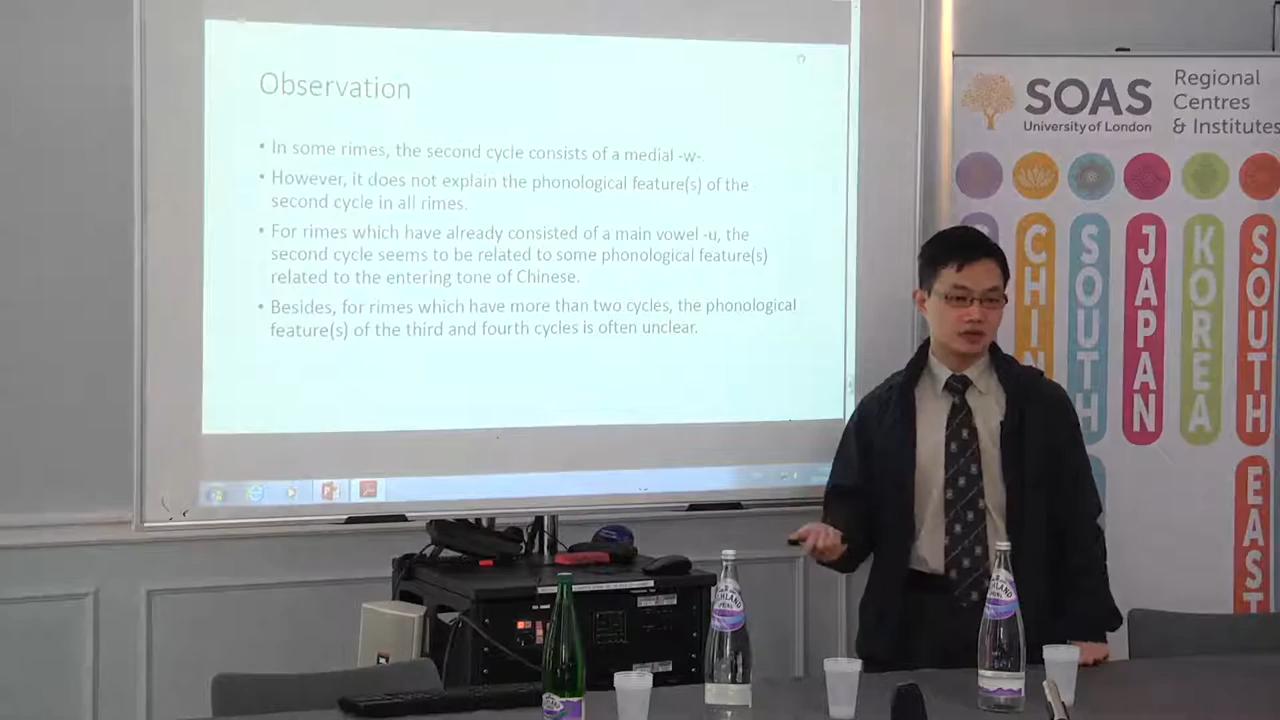 Observation
• In some rimes, the second cycle consists of a medial -w-.
• However, it does not explain the phonological feature(s) of the
second cycle in all rimes.
• For rimes which have already consisted of a main vowel -u, the
second cycle seems to be related to some phonological feature(s)
related to the entering tone of Chinese.
• Besides, for rimes which have more than two cycles, the phonological
feature(s) of the third and fourth cycles is often unclear.
SOAS
University of London
Regional
Centres
& Institutes
CHIN
SOUTH
JAPAN
KOREA
SOUTH
EAST
HLAND